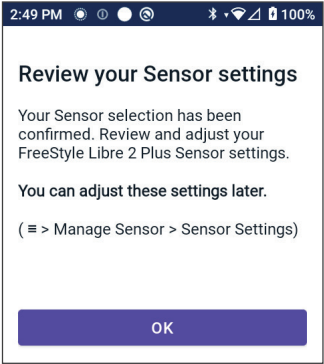 2:49 PM 100%
Review your Sensor settings
Your Sensor selection has been
confirmed. Review and adjust your
FreeStyle Libre 2 Plus Sensor settings.
You can adjust these settings later.
( ≡ > Manage Sensor > Sensor Settings)
OK